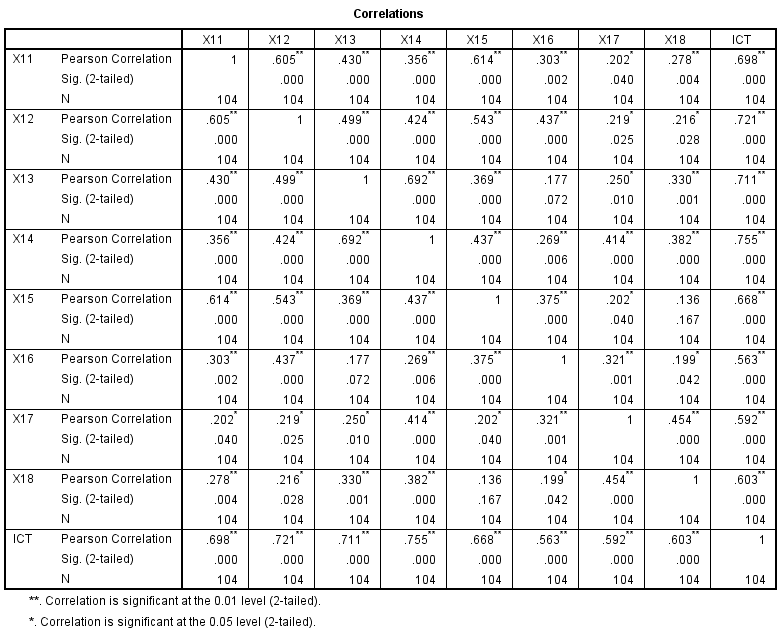 Correlations
X11 X12 X13 X14 X15 X16 X17 X18 ICT
X11 Pearson Correlation 1 .605** .430** .356** .614** .303** .202* .278** .698**
Sig. (2-tailed) .000 .000 .000 .000 .002 .040 .004 .000
N 104 104 104 104 104 104 104 104 104
X12 Pearson Correlation .605** 1 .499** .424** .543** .437** .219* .216* .721**
Sig. (2-tailed) .000 .000 .000 .000 .000 .025 .028 .000
N 104 104 104 104 104 104 104 104 104
X13 Pearson Correlation .430** .499** 1 .692** .369** .177 .250* .330** .711**
Sig. (2-tailed) .000 .000 .000 .000 .072 .010 .001 .000
N 104 104 104 104 104 104 104 104 104
X14 Pearson Correlation .356** .424** .692** 1 .437** .269** .414** .382** .755**
Sig. (2-tailed) .000 .000 .000 .000 .006 .000 .000 .000
N 104 104 104 104 104 104 104 104 104
X15 Pearson Correlation .614** .543** .369** .437** 1 .375** .202* .136 .668**
Sig. (2-tailed) .000 .000 .000 .000 .000 .040 .167 .000
N 104 104 104 104 104 104 104 104 104
X16 Pearson Correlation .303** .437** .177 .269** .375** 1 .321** .199* .563**
Sig. (2-tailed) .002 .000 .072 .006 .000 .001 .042 .000
N 104 104 104 104 104 104 104 104 104
X17 Pearson Correlation .202* .219* .250* .414** .202* .321** 1 .454** .592**
Sig. (2-tailed) .040 .025 .010 .000 .040 .001 .000 .000
N 104 104 104 104 104 104 104 104 104
X18 Pearson Correlation .278** .216* .330** .382** .136 .199* .454** 1 .603**
Sig. (2-tailed) .004 .028 .001 .000 .167 .042 .000 .000
N 104 104 104 104 104 104 104 104 104
ICT Pearson Correlation .698** .721** .711** .755** .668** .563** .592** .603** 1
Sig. (2-tailed) .000 .000 .000 .000 .000 .000 .000 .000
N 104 104 104 104 104 104 104 104 104
**. Correlation is significant at the 0.01 level (2-tailed).
*. Correlation is significant at the 0.05 level (2-tailed).